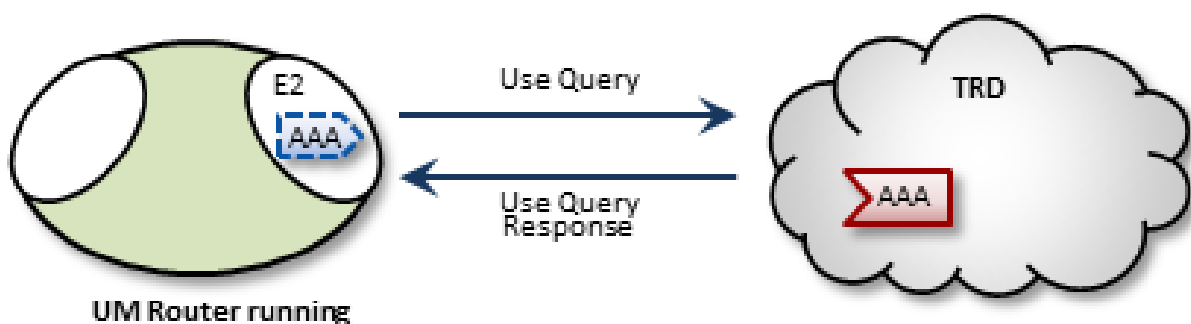 E2
AAA
Use Query
Use Query
Response
TRD
AAA
UM Router running